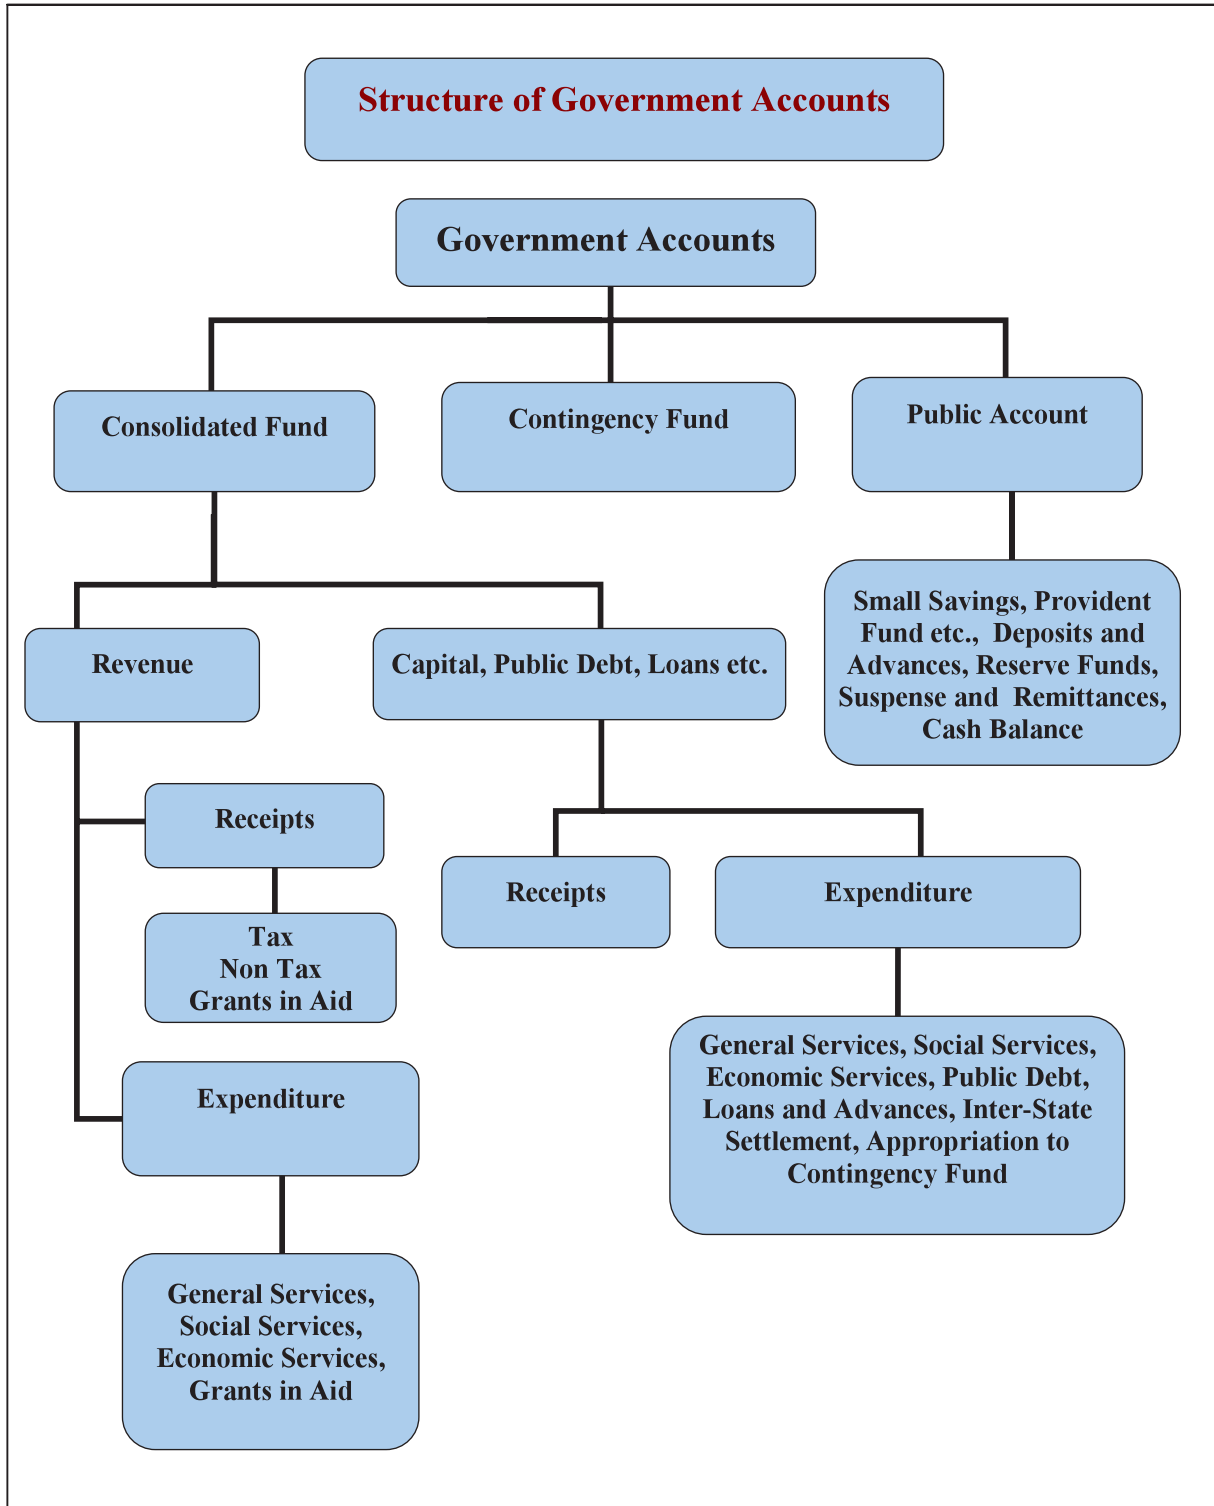 Structure of Government Accounts
Government Accounts
Consolidated Fund
Contingency Fund
Public Account
Small Savings, Provident
Fund etc., Deposits and
Advances, Reserve Funds,
Suspense and Remittances,
Cash Balance
Revenue
Capital, Public Debt, Loans etc.
Receipts
Tax
Non Tax
Grants in Aid
Receipts
Expenditure
General Services, Social Services,
Economic Services, Public Debt,
Loans and Advances, Inter-State
Settlement, Appropriation to
Contingency Fund
Expenditure
General Services,
Social Services,
Economic Services,
Grants in Aid